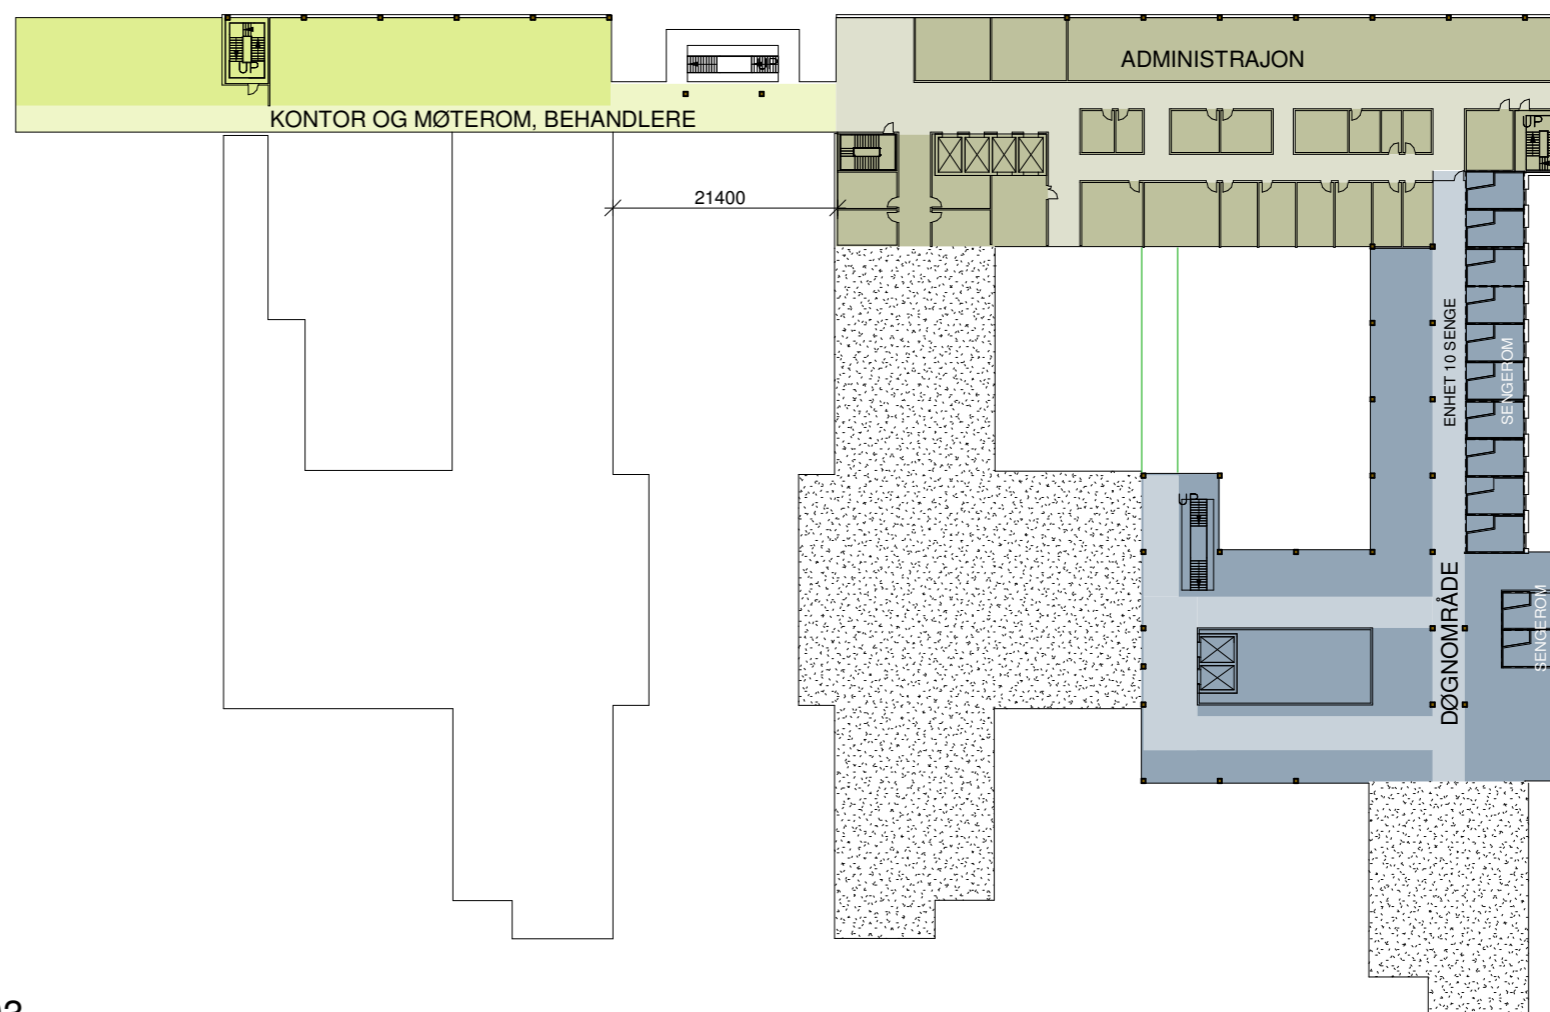 ADMINISTRAJON
UP
UP
KONTOR OG MØTEROM, BEHANDLERE
UP
21400
ENHET 10 SENGE
SENGEROM
UP
DØGNOMRÅDE
SENGEROM